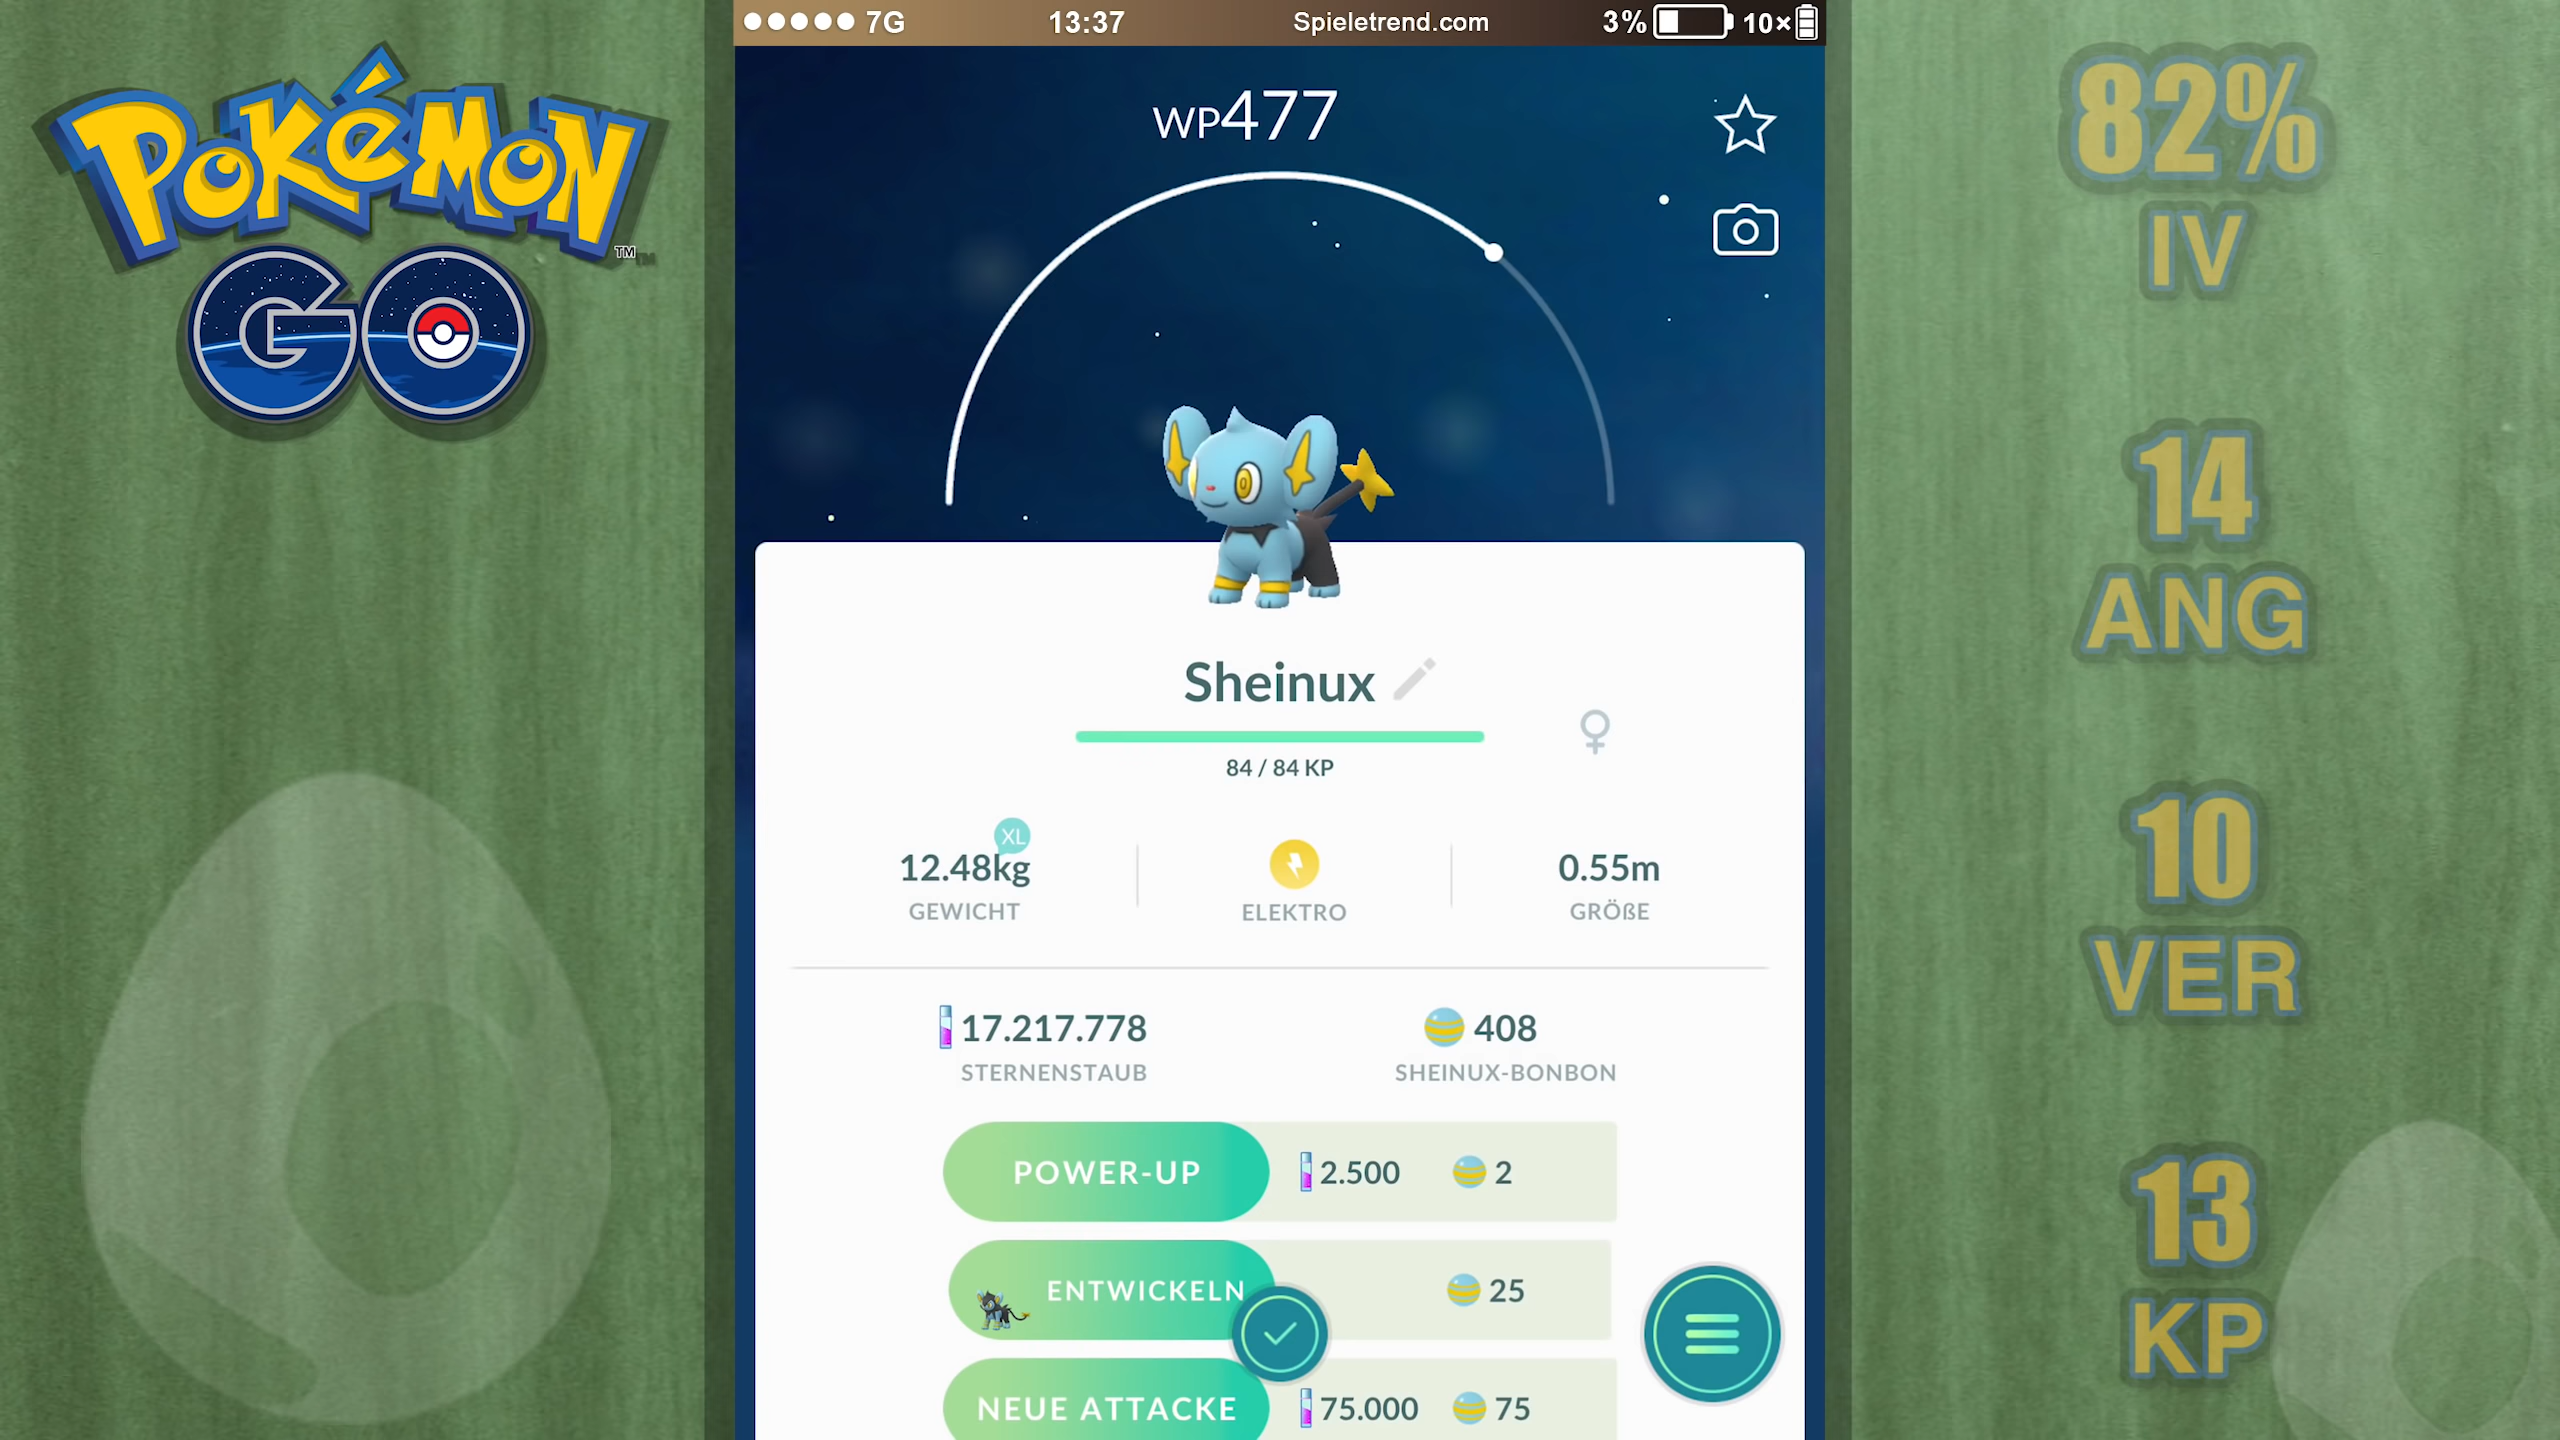 7G 13:37 Spieletrend.com 3% 10×
POKéMON
™
GO
WP477
Sheinux
84 / 84 KP
XL
12.48kg
GEWICHT
ELEKTRO
0.55m
GRÖßE
17.217.778
STERNENSTAUB
408
SHEINUX-BONBON
POWER-UP 2.500 2
ENTWICKELN 25
NEUE ATTACKE 75.000 75
82%
IV
14
ANG
10
VER
13
KP